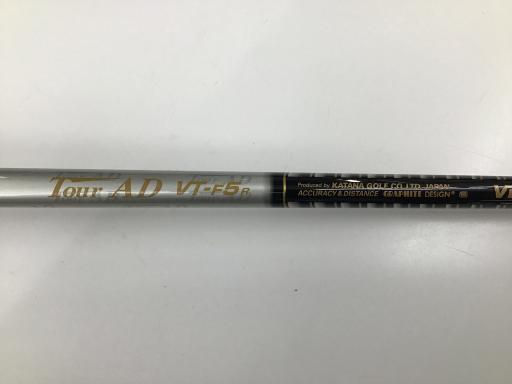 Tour AD VT-F5R
Produced by KATANA GOLF CO.,LTD. JAPAN
ACCURACY & DISTANCE GRAPHITE DESIGN®